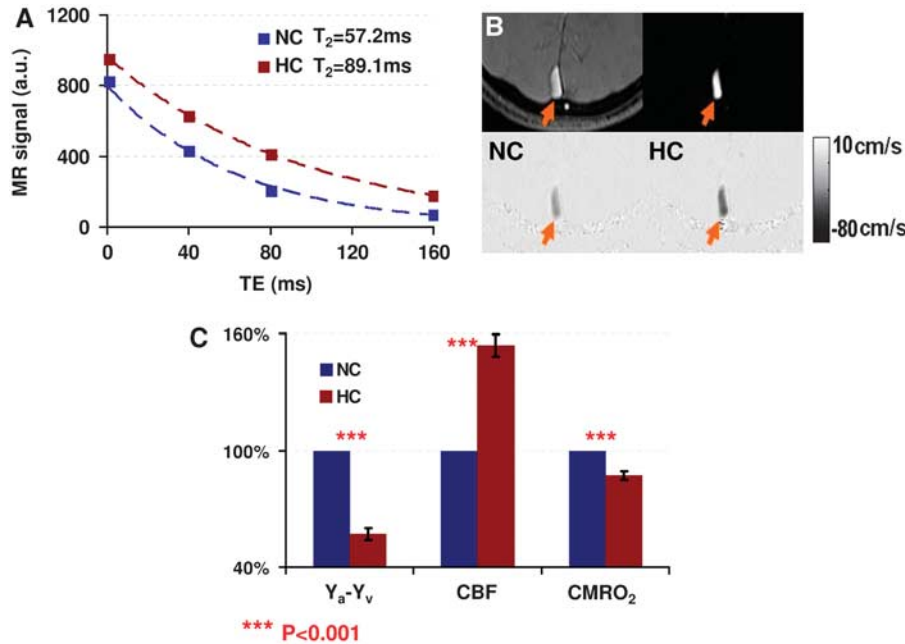 A
1200
800
400
0
MR signal (a.u.)
NC T₂=57.2ms
HC T₂=89.1ms
0 40 80 120 160
TE (ms)
B
NC HC
10cm/s
-80cm/s
C
160%
100%
40%
NC
HC
***
***
***
Yₐ-Yᵥ CBF CMRO₂
*** P<0.001